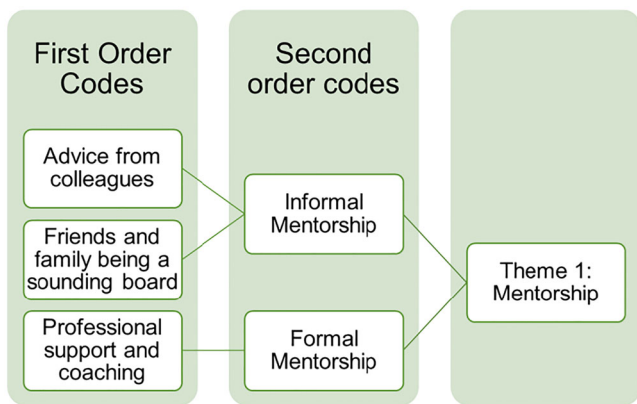 First Order
Codes
Advice from
colleagues
Friends and
family being a
sounding board
Professional
support and
coaching
Second
order codes
Informal
Mentorship
Formal
Mentorship
Theme 1:
Mentorship